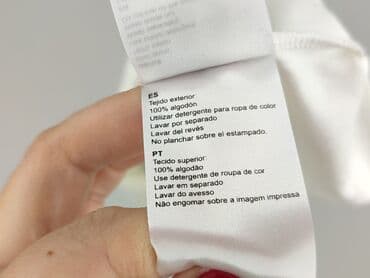 ES
Tejido exterior:
100% algodón
Utilizar detergente para ropa de color
Lavar por separado
Lavar del revés
No planchar sobre el estampado.
PT
Tecido superior:
100% algodão
Use detergente de roupa de cor
Lavar em separado
Lavar do avesso
Não engomar sobre a imagem impressa